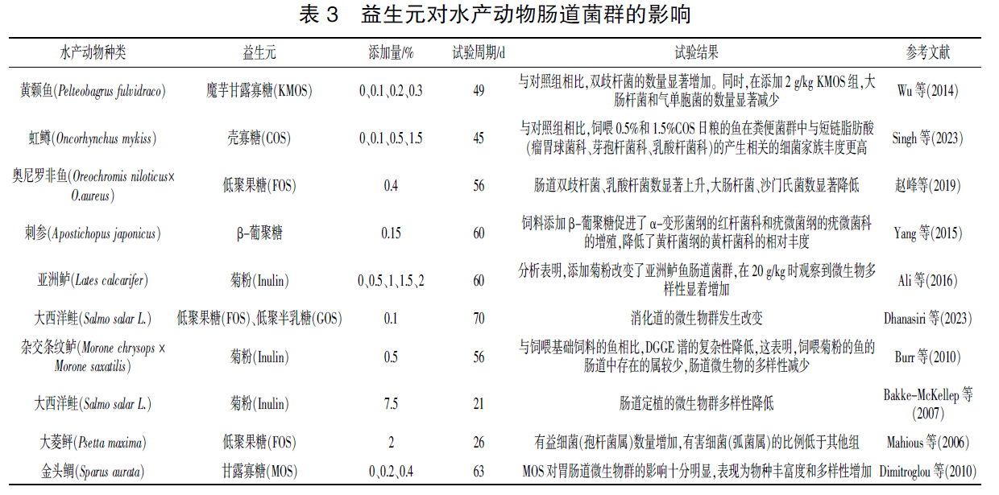 表 3 益生元对水产动物肠道菌群的影响
水产动物种类 益生元 添加量/% 试验周期/d 试验结果 参考文献
黄颡鱼(Pelteobagrus fulvidraco) 魔芋甘露寡糖(KMOS) 0、0.1、0.2、0.3 49 与对照组相比,双歧杆菌的数量显著增加。同时,在添加 2 g/kg KMOS 组,大
肠杆菌和气单胞菌的数量显著减少 Wu 等(2014)
虹鳟(Oncorhynchus mykiss) 壳寡糖(COS) 0、0.1、0.5、1.5 45 与对照组相比,饲喂 0.5%和 1.5%COS 日粮的鱼在粪便菌群中与短链脂肪酸
(瘤胃球菌科、芽孢杆菌科、乳酸杆菌科)的产生相关的细菌家族丰度更高 Singh 等(2023)
奥尼罗非鱼(Oreochromis niloticus×
O.aureus) 低聚果糖(FOS) 0.4 56 肠道双歧杆菌、乳酸杆菌数显著上升,大肠杆菌、沙门氏菌数显著降低 赵峰等(2019)
刺参(Apostichopus japonicus) β-葡聚糖 0.15 60 饲料添加 β-葡聚糖促进了 α-变形菌纲的红杆菌科和疣微菌纲的疣微菌科
的增殖,降低了黄杆菌纲的黄杆菌科的相对丰度 Yang 等(2015)
亚洲鲈(Lates calcarifer) 菊粉(Inulin) 0、0.5、1、1.5、2 60 分析表明,添加菊粉改变了亚洲鲈鱼肠道菌群,在 20 g/kg 时观察到微生物多
样性显着增加 Ali 等(2016)
大西洋鲑(Salmo salar L.) 低聚果糖(FOS)、低聚半乳糖(GOS) 0.1 70 消化道的微生物群发生改变 Dhanasiri 等(2023)
杂交条纹鲈(Morone chrysops ×
Morone saxatilis) 菊粉(Inulin) 0.5 56 与饲喂基础饲料的鱼相比,DGGE 谱的复杂性降低,这表明,饲喂菊粉的鱼的
肠道中存在的属较少,肠道微生物的多样性减少 Burr 等(2010)
大西洋鲑(Salmo salar L.) 菊粉(Inulin) 7.5 21 肠道定植的微生物群多样性降低 Bakke-McKellep 等
(2007)
大菱鲆(Psetta maxima) 低聚果糖(FOS) 2 26 有益细菌(孢杆菌属)数量增加,有害细菌(弧菌属)的比例低于其他组 Mahious 等(2006)
金头鲷(Sparus aurata) 甘露寡糖(MOS) 0、0.2、0.4 63 MOS 对胃肠道微生物群的影响十分明显,表现为物种丰富度和多样性增加 Dimitroglou 等(2010)